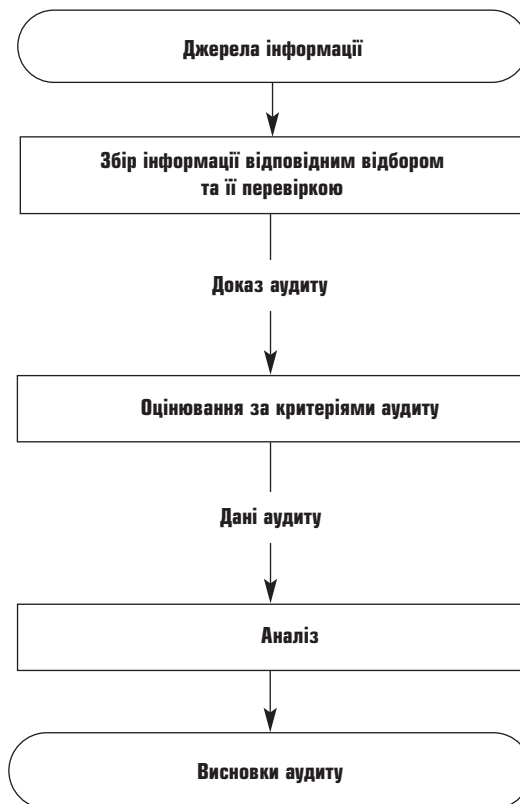 Джерела інформації
Збір інформації відповідним відбором
та її перевіркою
Доказ аудиту
Оцінювання за критеріями аудиту
Дані аудиту
Аналіз
Висновки аудиту